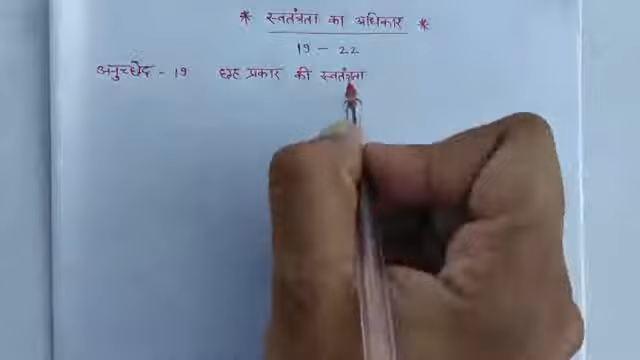 * स्वतंत्रता का अधिकार *
19 - 22
अनुच्छेद - 19 छह प्रकार की स्वतंत्रता